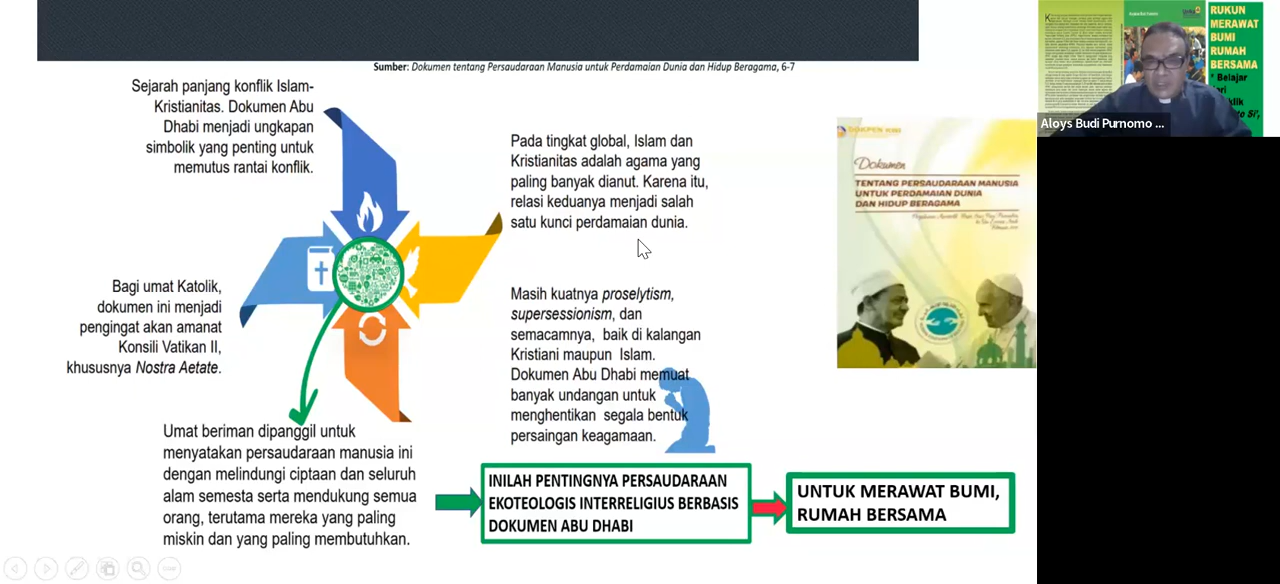 Sumber: Dokumen tentang Persaudaraan Manusia untuk Perdamaian Dunia dan Hidup Beragama, 6-7
Sejarah panjang konflik Islam-
Kristianitas. Dokumen Abu
Dhabi menjadi ungkapan
simbolik yang penting untuk
memutus rantai konflik.
Pada tingkat global, Islam dan
Kristianitas adalah agama yang
paling banyak dianut. Karena itu,
relasi keduanya menjadi salah
satu kunci perdamaian dunia.
Bagi umat Katolik,
dokumen ini menjadi
pengingat akan amanat
Konsili Vatikan II,
khususnya Nostra Aetate.
Masih kuatnya proselytism,
supersessionism, dan
semacamnya, baik di kalangan
Kristiani maupun Islam.
Dokumen Abu Dhabi memuat
banyak undangan untuk
menghentikan segala bentuk
persaingan keagamaan.
Umat beriman dipanggil untuk
menyatakan persaudaraan manusia ini
dengan melindungi ciptaan dan seluruh
alam semesta serta mendukung semua
orang, terutama mereka yang paling
miskin dan yang paling membutuhkan.
INILAH PENTINGNYA PERSAUDARAAN
EKOTEOLOGIS INTERRELIGIUS BERBASIS
DOKUMEN ABU DHABI
UNTUK MERAWAT BUMI,
RUMAH BERSAMA
Dokumen
TENTANG PERSAUDARAAN MANUSIA
UNTUK PERDAMAIAN DUNIA
DAN HIDUP BERAGAMA
RUKUN
MERAWAT
BUMI
RUMAH
BERSAMA
* Belajar
Aloys Budi Purnomo ...